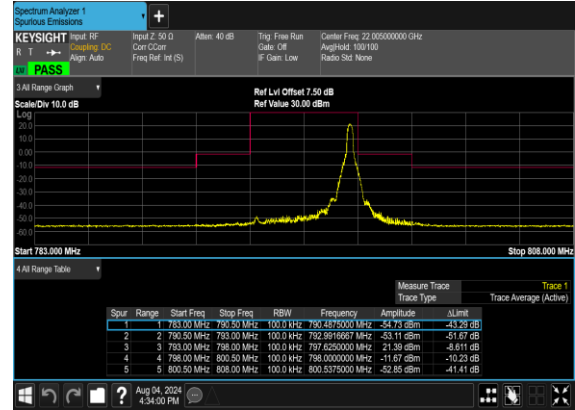 Spectrum Analyzer 1
Spurious Emissions
KEYSIGHT Input: RF Input Z: 50 Ω Atten: 40 dB Trig: Free Run Center Freq: 22.005000000 GHz
R T Coupling: DC Corr CCorr Gate: Off Avg|Hold: 100/100
Align: Auto Freq Ref: Int (S) IF Gain: Low Radio Std: None
PASS
3 All Range Graph
Ref Lvl Offset 7.50 dB
Scale/Div 10.0 dB Ref Value 30.00 dBm
Log
20.0
10.0
0.00
-10.0
-20.0
-30.0
-40.0
-50.0
-60.0
Start 783.000 MHz Stop 808.000 MHz
4 All Range Table
Measure Trace Trace 1
Trace Type Trace Average (Active)
Spur Range Start Freq Stop Freq RBW Frequency Amplitude ΔLimit
1 1 783.00 MHz 790.50 MHz 100.0 kHz 790.4875000 MHz -54.73 dBm -43.29 dB
2 2 790.50 MHz 793.00 MHz 100.0 kHz 792.9916667 MHz -53.11 dBm -51.67 dB
3 3 793.00 MHz 798.00 MHz 100.0 kHz 797.6250000 MHz 21.39 dBm -8.611 dB
4 4 798.00 MHz 800.50 MHz 100.0 kHz 798.0000000 MHz -11.67 dBm -10.23 dB
5 5 800.50 MHz 808.00 MHz 100.0 kHz 800.5375000 MHz -52.85 dBm -41.41 dB
? Aug 04, 2024
4:34:00 PM